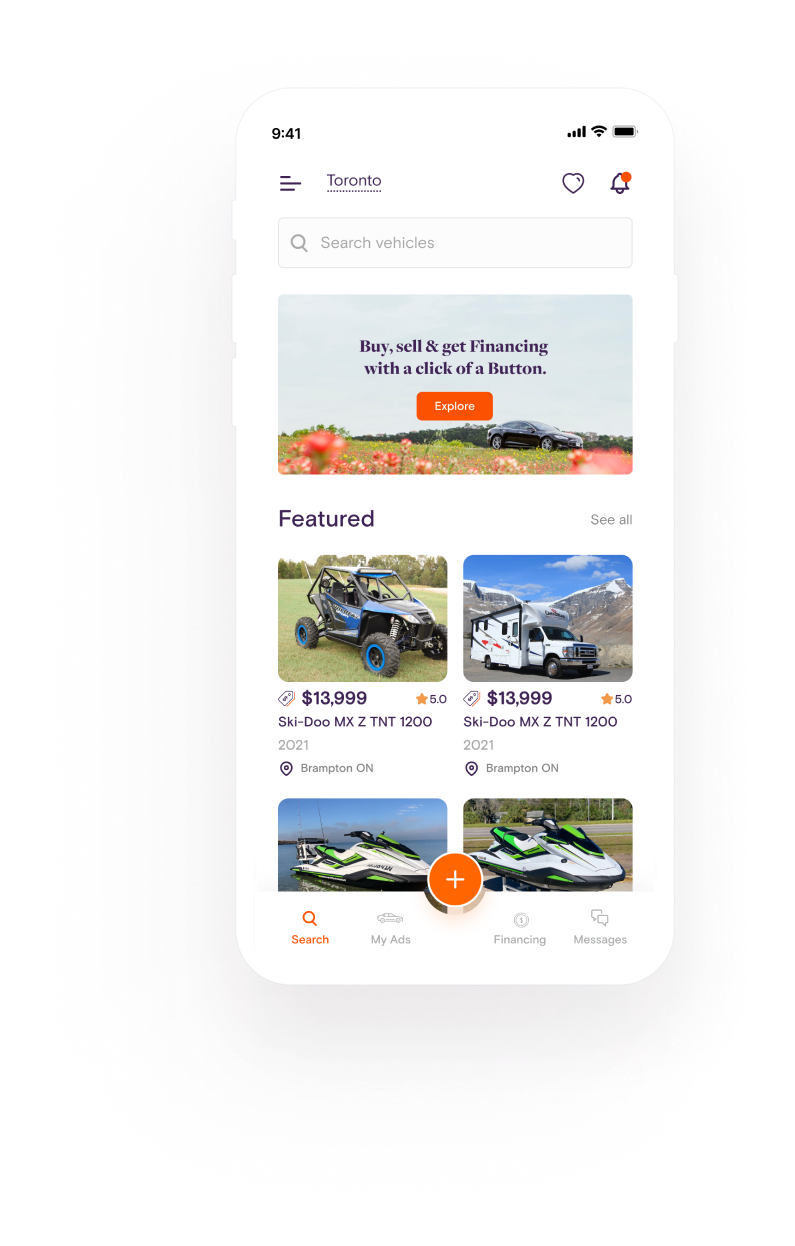 9:41
Toronto
Search vehicles
Buy, sell & get Financing
with a click of a Button.
Explore
Featured
See all
$13,999
5.0
$13,999
5.0
Ski-Doo MX Z TNT 1200
Ski-Doo MX Z TNT 1200
2021
2021
Brampton ON
Brampton ON
Search
My Ads
Financing
Messages